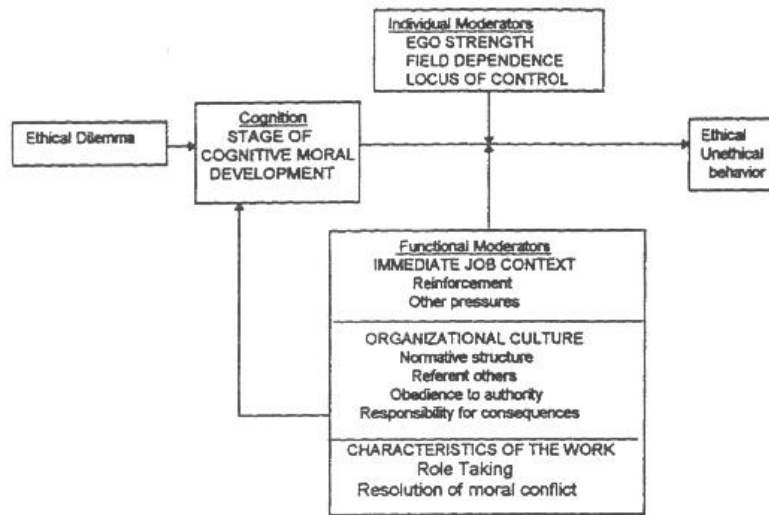 Individual Moderators
EGO STRENGTH
FIELD DEPENDENCE
LOCUS OF CONTROL
Ethical Dilemma
Cognition
STAGE OF
COGNITIVE MORAL
DEVELOPMENT
Ethical
Unethical
behavior
Functional Moderators
IMMEDIATE JOB CONTEXT
Reinforcement
Other pressures
ORGANIZATIONAL CULTURE
Normative structure
Referent others
Obedience to authority
Responsibility for consequences
CHARACTERISTICS OF THE WORK
Role Taking
Resolution of moral conflict